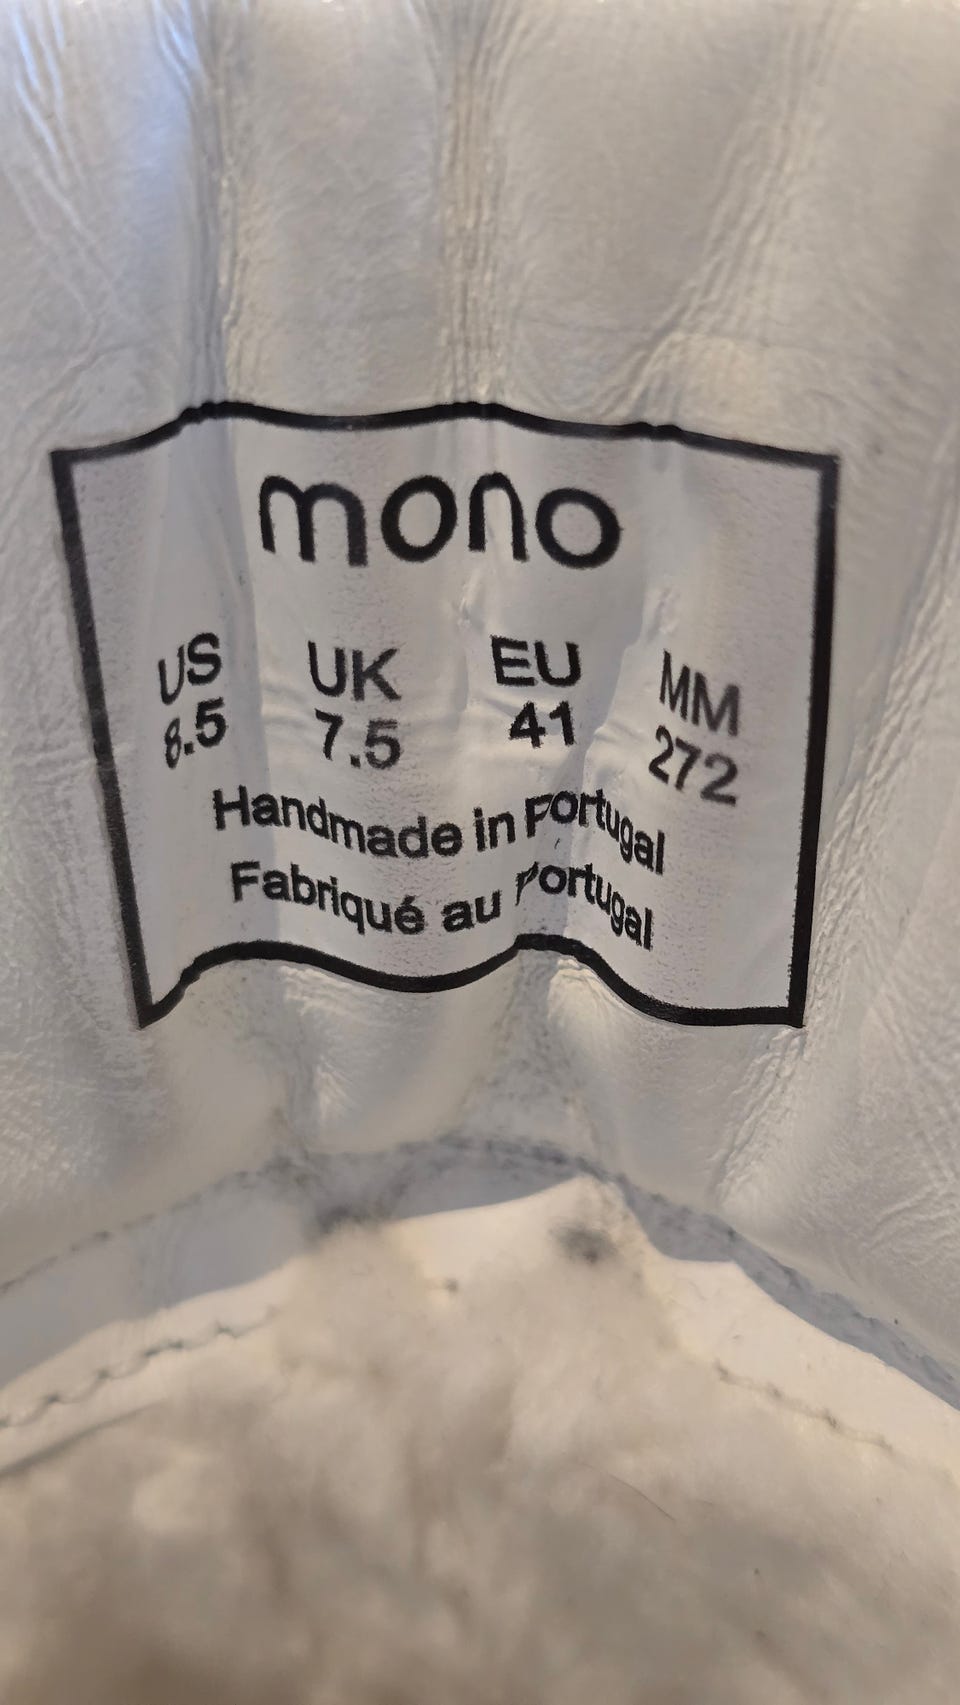 mono
US UK EU MM
8.5 7.5 41 272
Handmade in Portugal
Fabriqué au Portugal